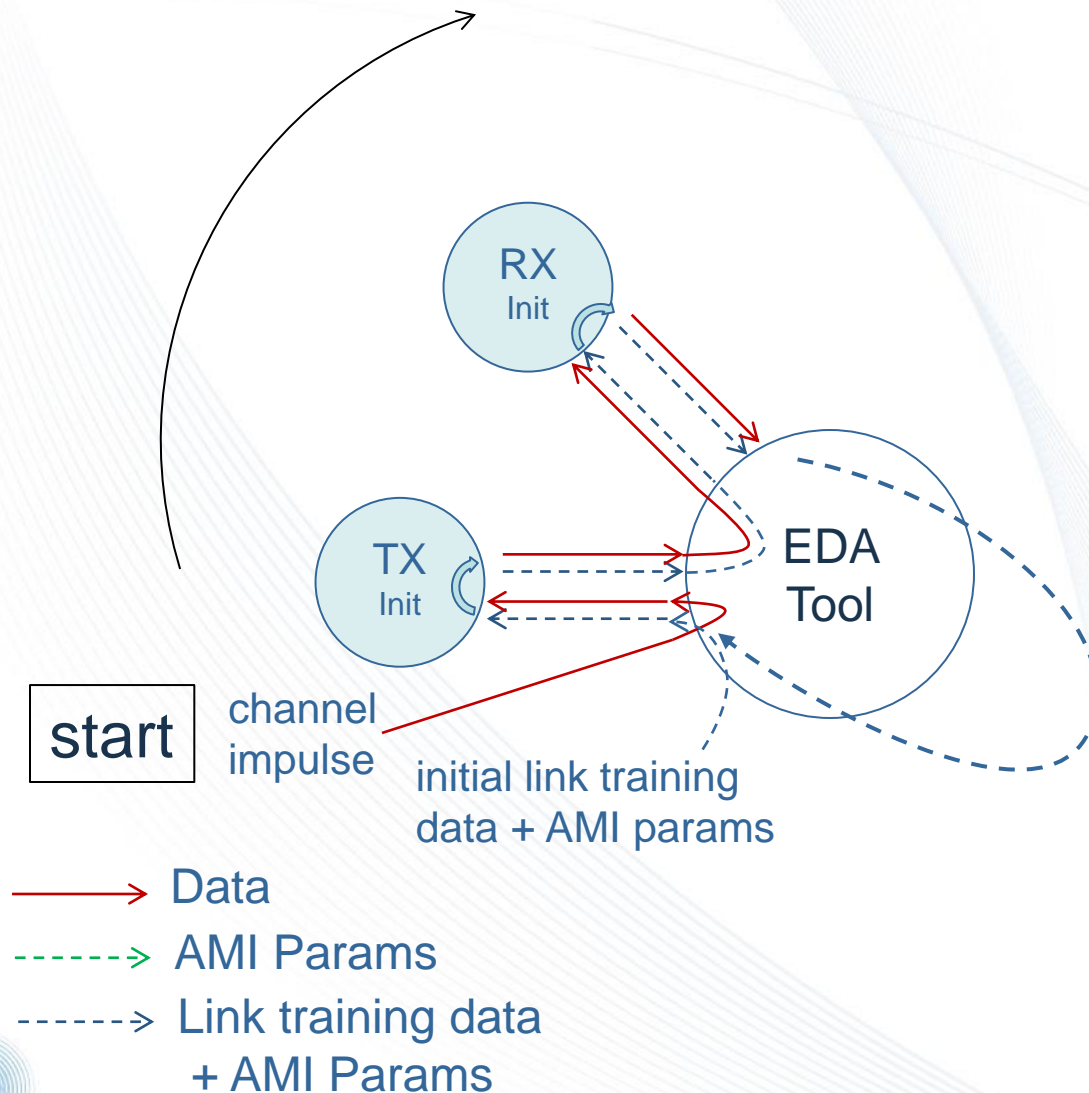 RX
Init
EDA
Tool
TX
Init
start
channel
impulse
initial link training
data + AMI params
Data
AMI Params
Link training data
+ AMI Params